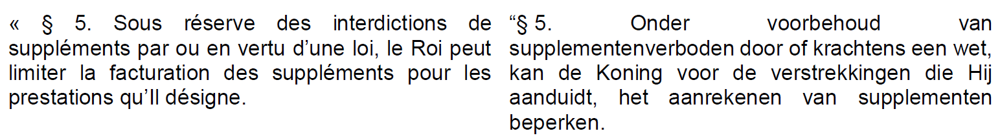 « § 5. Sous réserve des interdictions de
suppléments par ou en vertu d’une loi, le Roi peut
limiter la facturation des suppléments pour les
prestations qu’Il désigne.
“§ 5. Onder voorbehoud van
supplementenverboden door of krachtens een wet,
kan de Koning voor de verstrekkingen die Hij
aanduidt, het aanrekenen van supplementen
beperken.